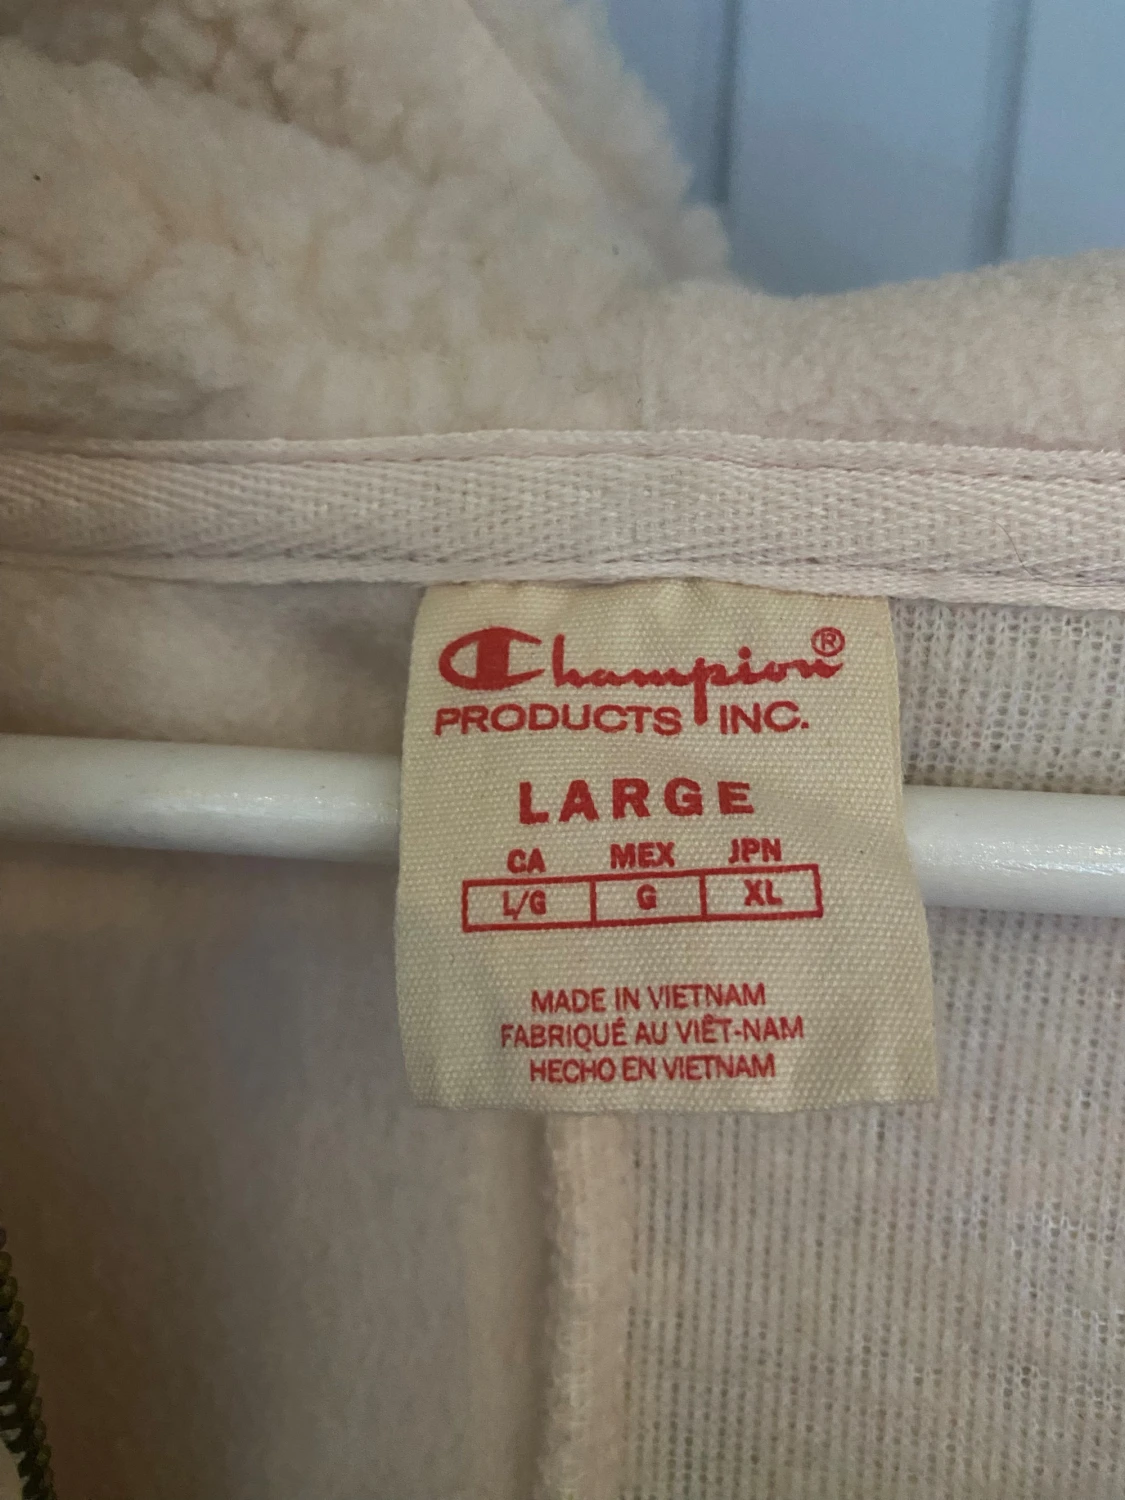 Champion®
PRODUCTS INC.
LARGE
CA MEX JPN
L/G G XL
MADE IN VIETNAM
FABRIQUÉ AU VIÊT-NAM
HECHO EN VIETNAM